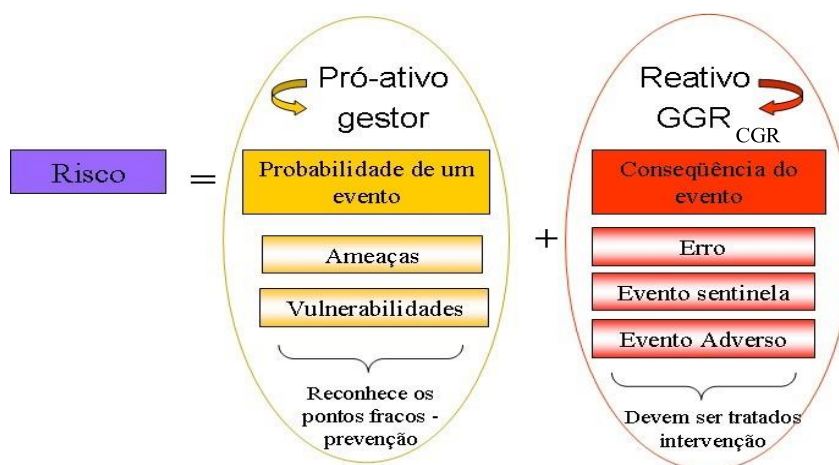 Risco
=
Pró-ativo
gestor
Probabilidade de um
evento
Ameaças
Vulnerabilidades
Reconhece os
pontos fracos -
prevenção
+
Reativo
GGR CGR
Conseqüência do
evento
Erro
Evento sentinela
Evento Adverso
Devem ser tratados
intervenção